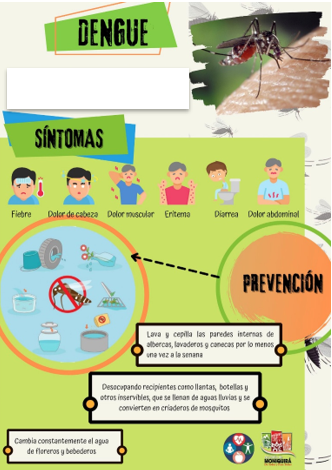 DENGUE
SÍNTOMAS
Fiebre
Dolor de cabeza
Dolor muscular
Eritema
Diarrea
Dolor abdominal
PREVENCIÓN
Lava y cepilla las paredes internas de
albercas, lavaderos y canecas por lo menos
una vez a la semana
Desocupando recipientes como llantas, botellas y
otros inservibles, que se llenan de aguas lluvias y se
convierten en criaderos de mosquitos
Cambia constantemente el agua
de floreros y bebederos
MONIQUIRÁ